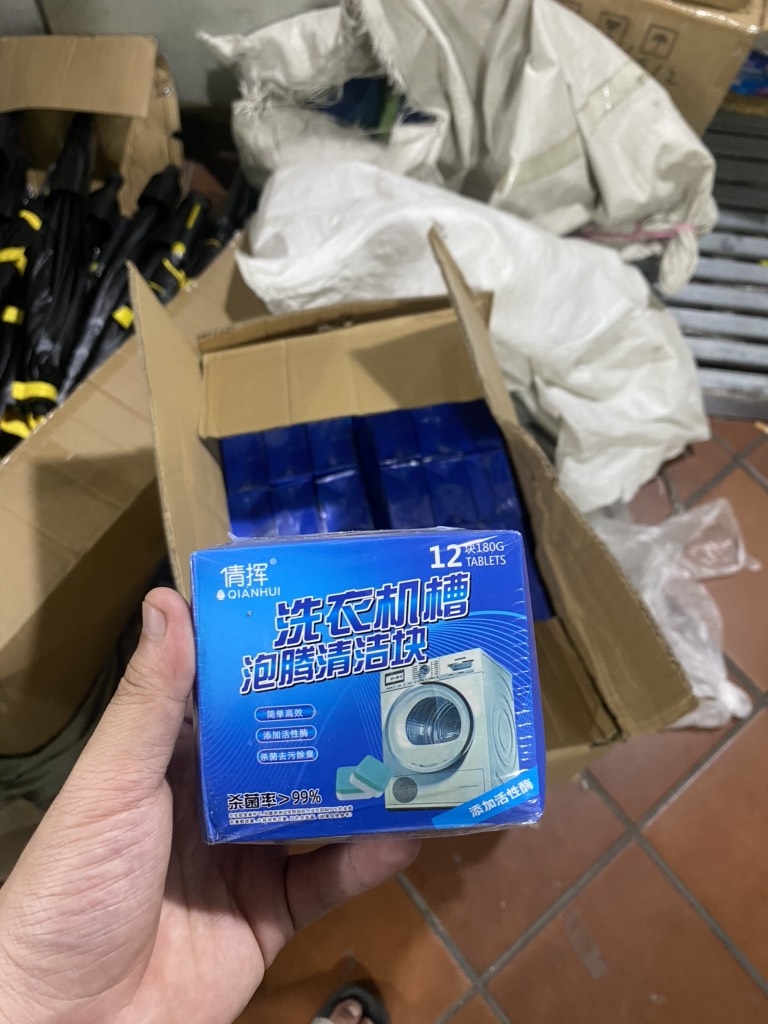 倩挥®
QIANHUI
12块180G
TABLETS
洗衣机槽
泡腾清洁块
简单高效
添加活性酶
杀菌去污除臭
杀菌率>99%
添加活性酶